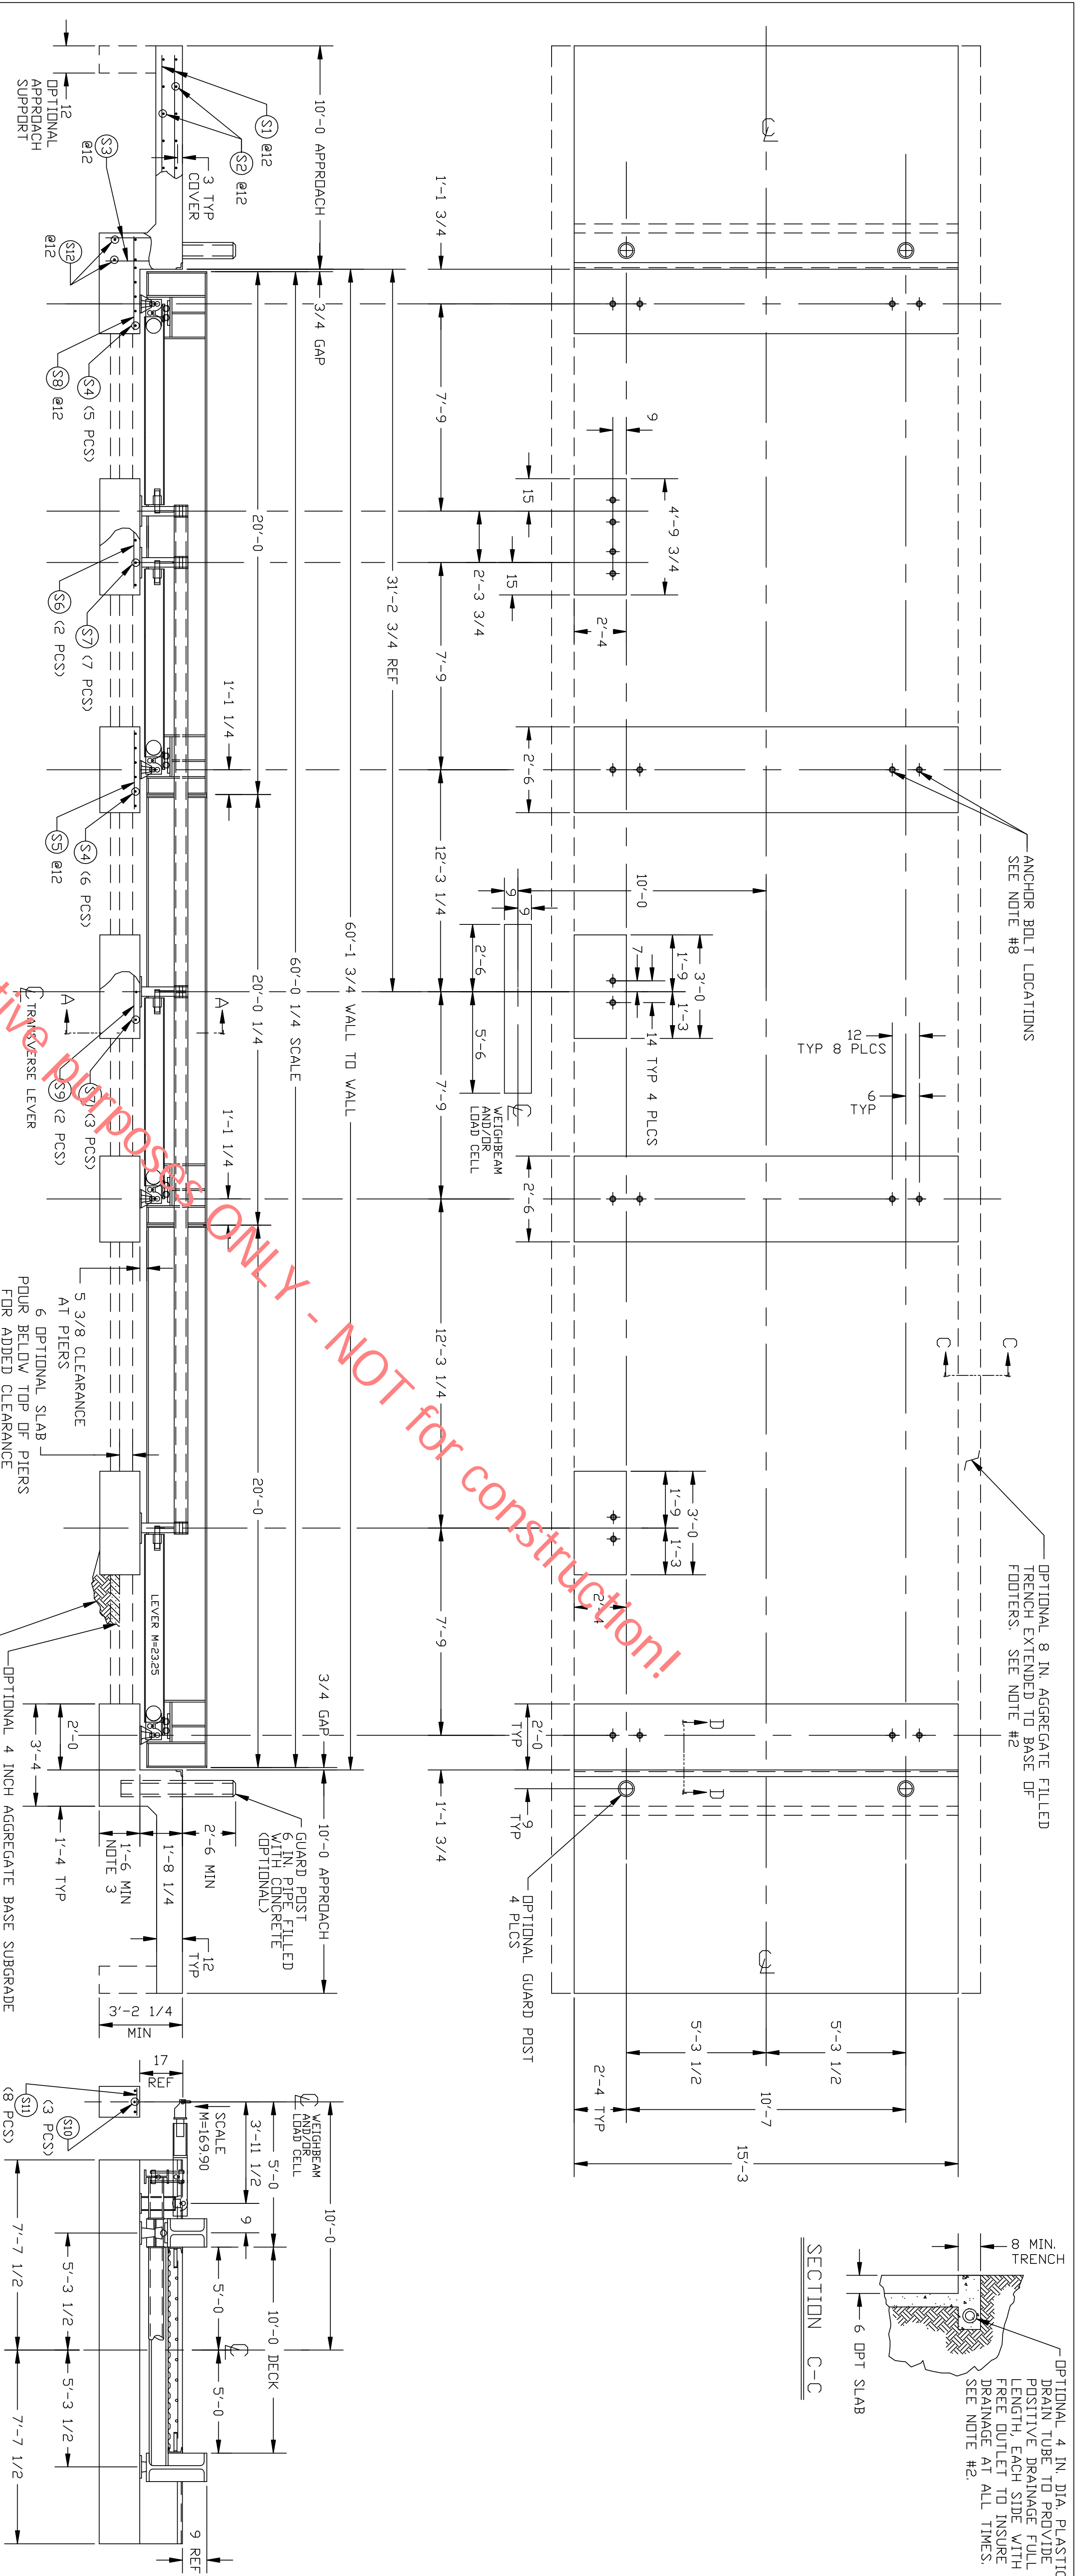 ANCHOR BOLT LOCATIONS
SEE NOTE #8
OPTIONAL 8 IN. AGGREGATE FILLED
TRENCH EXTENDED TO BASE OF
FOOTERS. SEE NOTE #2
C
C
12
TYP 8 PLCS
6
TYP
℄
℄
9
15
4'-9 3/4
15
2'-4
2'-6
10'-0
9
9
2'-6
5'-6
7
3'-0
1'-9
1'-3
14 TYP 4 PLCS
℄ WEIGHBEAM
AND/OR
LOAD CELL
2'-6
3'-0
1'-9
1'-3
2'-4
D
D
2'-0
TYP
9
TYP
OPTIONAL GUARD POST
4 PLCS
5'-3 1/2
5'-3 1/2
10'-7
2'-4 TYP
15'-3
1'-1 3/4
7'-9
2'-3 3/4
7'-9
12'-3 1/4
7'-9
12'-3 1/4
7'-9
1'-1 3/4
31'-2 3/4 REF
10'-0 APPROACH
60'-1 3/4 WALL TO WALL
10'-0 APPROACH
3/4 GAP
60'-0 1/4 SCALE
3/4 GAP
20'-0
20'-0 1/4
20'-0
1'-1 1/4
1'-1 1/4
S1 @12
S2 @12
3 TYP
COVER
12
OPTIONAL
APPROACH
SUPPORT
S3
@12
S12
@12
S4 (5 PCS)
S8 @12
S7 (7 PCS)
S6 (2 PCS)
S4 (6 PCS)
S5 @12
A
A
℄ TRANSVERSE LEVER
S7 (3 PCS)
S9 (2 PCS)
5 3/8 CLEARANCE
AT PIERS
6 OPTIONAL SLAB
POUR BELOW TOP OF PIERS
FOR ADDED CLEARANCE
LEVER M=23.25
OPTIONAL 4 INCH AGGREGATE BASE SUBGRADE
2'-0
3'-4
1'-4 TYP
GUARD POST
6 IN. PIPE FILLED
WITH CONCRETE
(OPTIONAL)
2'-6 MIN
1'-8 1/4
1'-6 MIN
NOTE 3
12
TYP
3'-2 1/4
MIN
tive purposes ONLY - NOT for construction!
OPTIONAL 4 IN. DIA. PLASTIC
DRAIN TUBE TO PROVIDE
POSITIVE DRAINAGE FULL
LENGTH, EACH SIDE WITH
FREE OUTLET TO INSURE
DRAINAGE AT ALL TIMES.
SEE NOTE #2.
8 MIN.
TRENCH
6 OPT SLAB
SECTION C-C
℄ WEIGHBEAM
AND/OR
LOAD CELL
SCALE
M=169.90
17
REF
10'-0
5'-0
10'-0 DECK
3'-11 1/2
9
5'-0
5'-0
℄
9 REF
S10
(3 PCS)
S11
(8 PCS)
5'-3 1/2
5'-3 1/2
7'-7 1/2
7'-7 1/2